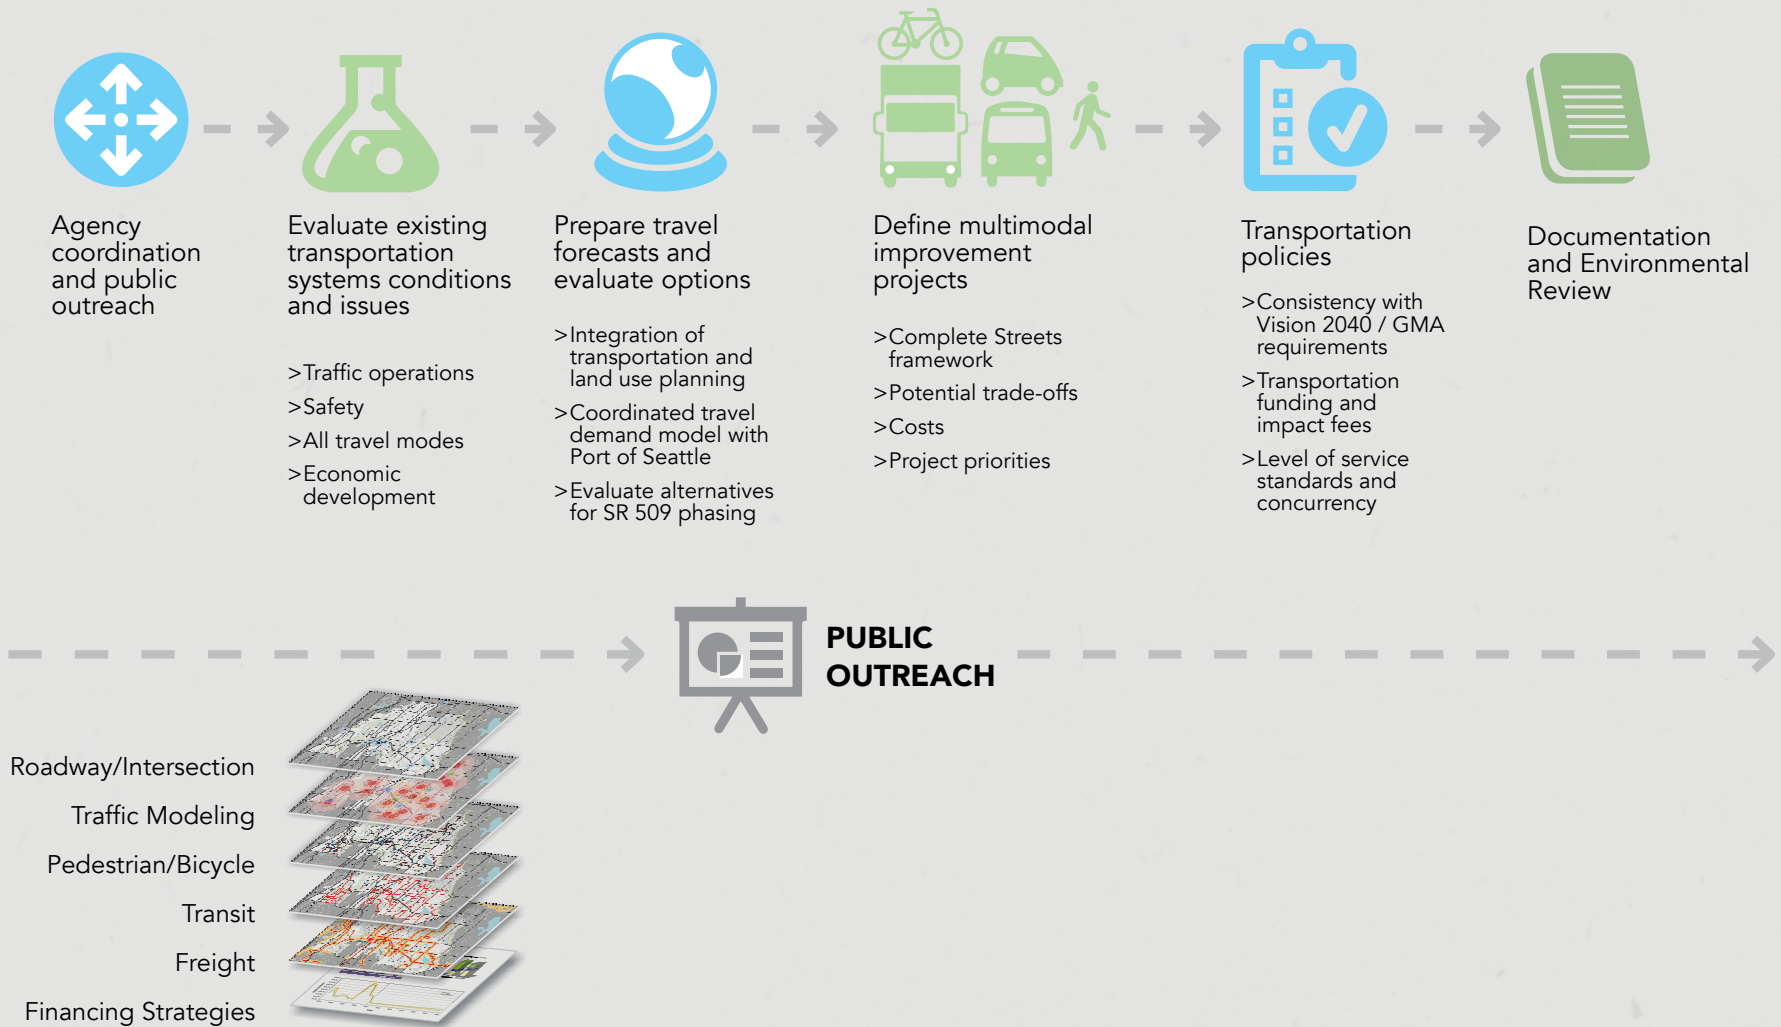 Agency
coordination
and public
outreach
Evaluate existing
transportation
systems conditions
and issues
>Traffic operations
>Safety
>All travel modes
>Economic
development
Prepare travel
forecasts and
evaluate options
>Integration of
transportation and
land use planning
>Coordinated travel
demand model with
Port of Seattle
>Evaluate alternatives
for SR 509 phasing
Define multimodal
improvement
projects
>Complete Streets
framework
>Potential trade-offs
>Costs
>Project priorities
Transportation
policies
>Consistency with
Vision 2040 / GMA
requirements
>Transportation
funding and
impact fees
>Level of service
standards and
concurrency
Documentation
and Environmental
Review
PUBLIC
OUTREACH
Roadway/Intersection
Traffic Modeling
Pedestrian/Bicycle
Transit
Freight
Financing Strategies